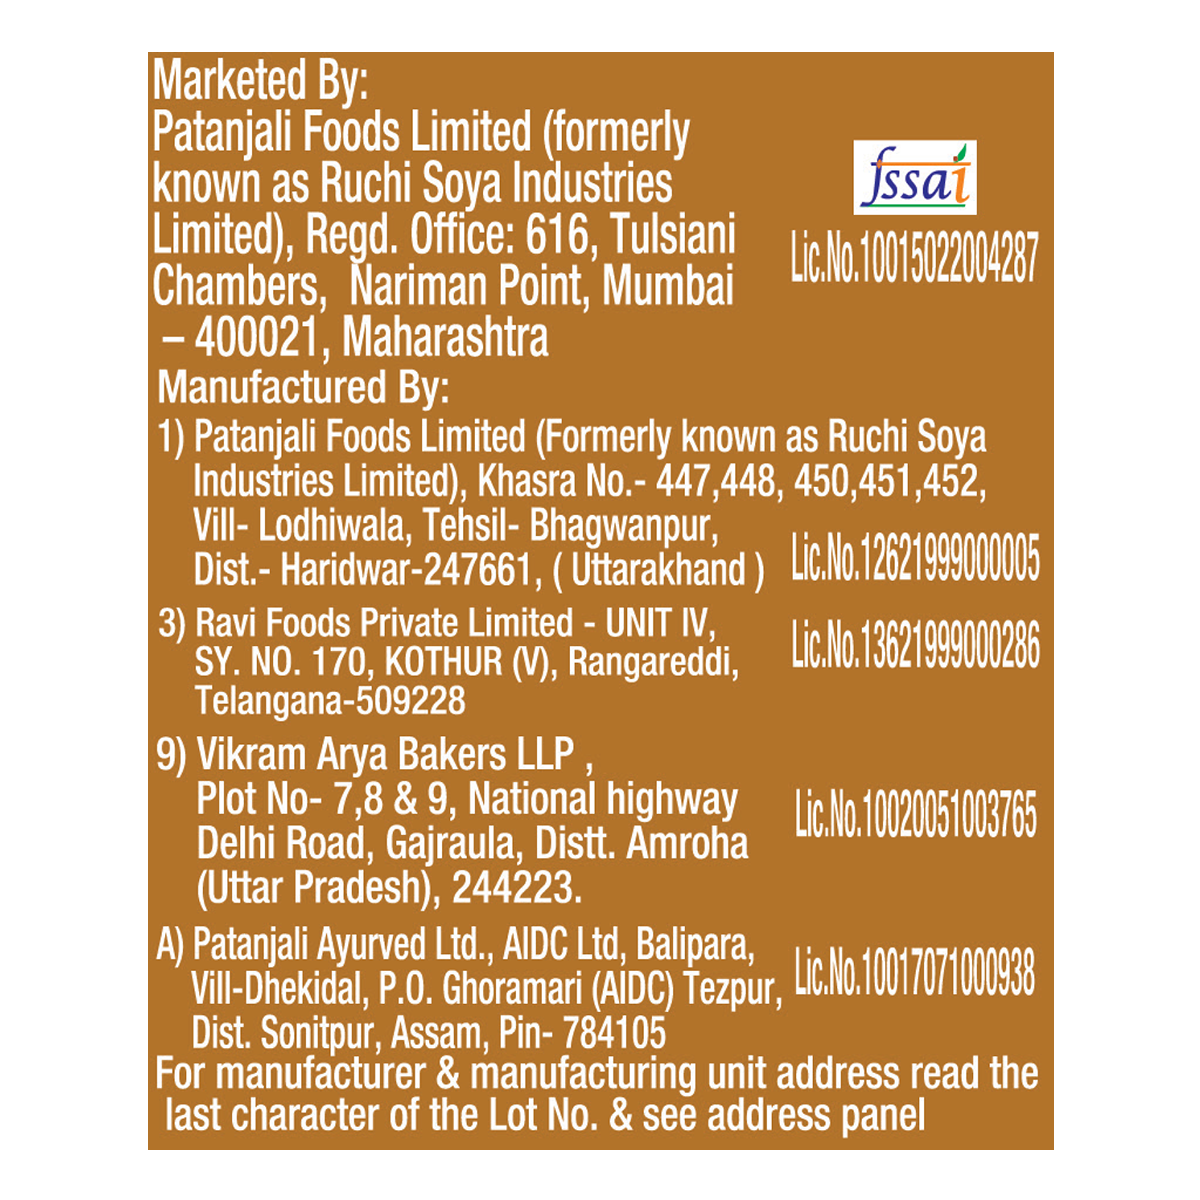 Marketed By:
Patanjali Foods Limited (formerly
known as Ruchi Soya Industries
Limited), Regd. Office: 616, Tulsiani
Chambers, Nariman Point, Mumbai
– 400021, Maharashtra
fssai
Lic.No.10015022004287
Manufactured By:
1) Patanjali Foods Limited (Formerly known as Ruchi Soya
Industries Limited), Khasra No.- 447,448, 450,451,452,
Vill- Lodhiwala, Tehsil- Bhagwanpur,
Dist.- Haridwar-247661, ( Uttarakhand )
Lic.No.12621999000005
3) Ravi Foods Private Limited - UNIT IV,
SY. NO. 170, KOTHUR (V), Rangareddi,
Telangana-509228
Lic.No.13621999000286
9) Vikram Arya Bakers LLP ,
Plot No- 7,8 & 9, National highway
Delhi Road, Gajraula, Distt. Amroha
(Uttar Pradesh), 244223.
Lic.No.10020051003765
A) Patanjali Ayurved Ltd., AIDC Ltd, Balipara,
Vill-Dhekidal, P.O. Ghoramari (AIDC) Tezpur,
Dist. Sonitpur, Assam, Pin- 784105
Lic.No.10017071000938
For manufacturer & manufacturing unit address read the
last character of the Lot No. & see address panel